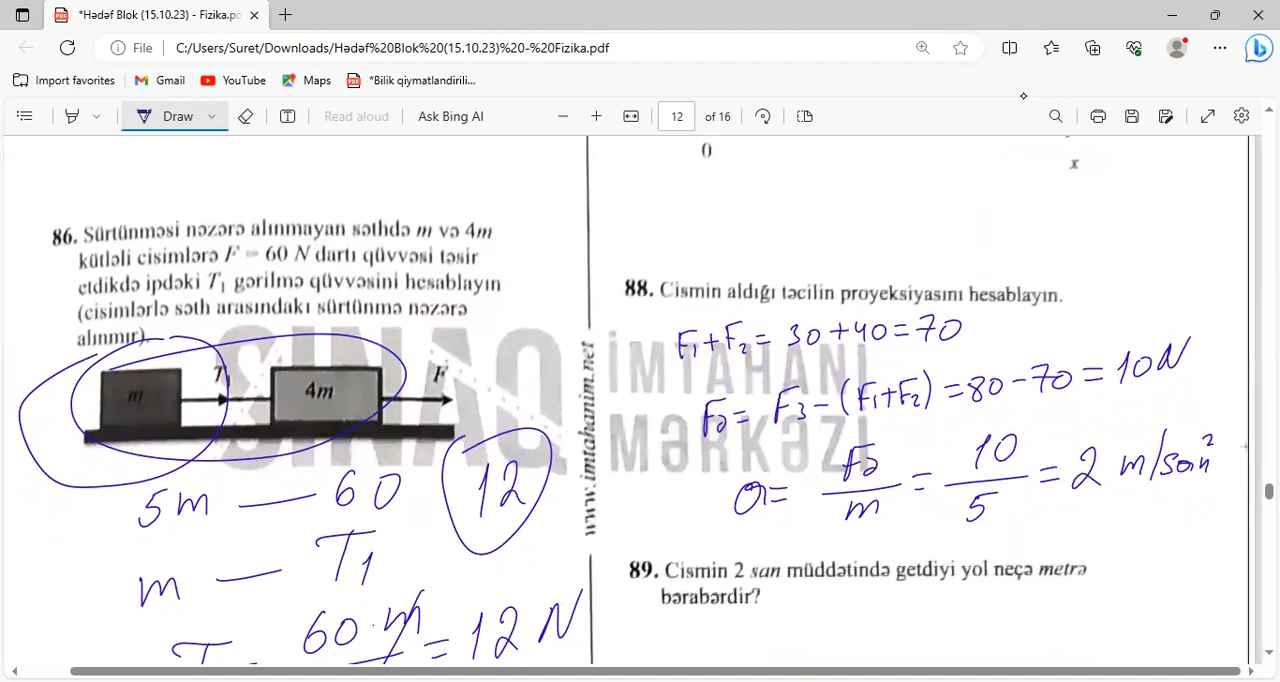 *Hədəf Blok (15.10.23) - Fizika.pdf
File C:/Users/Suret/Downloads/Hədəf%20Blok%20(15.10.23)%20-%20Fizika.pdf
Import favorites Gmail YouTube Maps *Bilik qiymatlandirili...
Draw Read aloud Ask Bing AI 12 of 16
86. Sürtünməsi nəzərə alınmayan səthdə m və 4m
kütləli cisimlərə F = 60 N dartı qüvvəsi təsir
etdikdə ipdəki T₁ gərilmə qüvvəsini hesablayın
(cisimlərlə səth arasındakı sürtünmə nəzərə
alınmır).
m T₁ 4m F
5m — 60 12
m — T₁
60·m = 12 N
SINAQ İMTAHANI
MƏRKƏZİ
www.imtahanim.net
0
x
88. Cismin aldığı təcilin proyeksiyasını hesablayın.
F₁+F₂ = 30+40=70
F∂= F3-(F₁+F₂)=80-70=10N
a= F∂/m = 10/5 = 2 m/san²
89. Cismin 2 san müddətində getdiyi yol neçə metrə
bərabərdir?